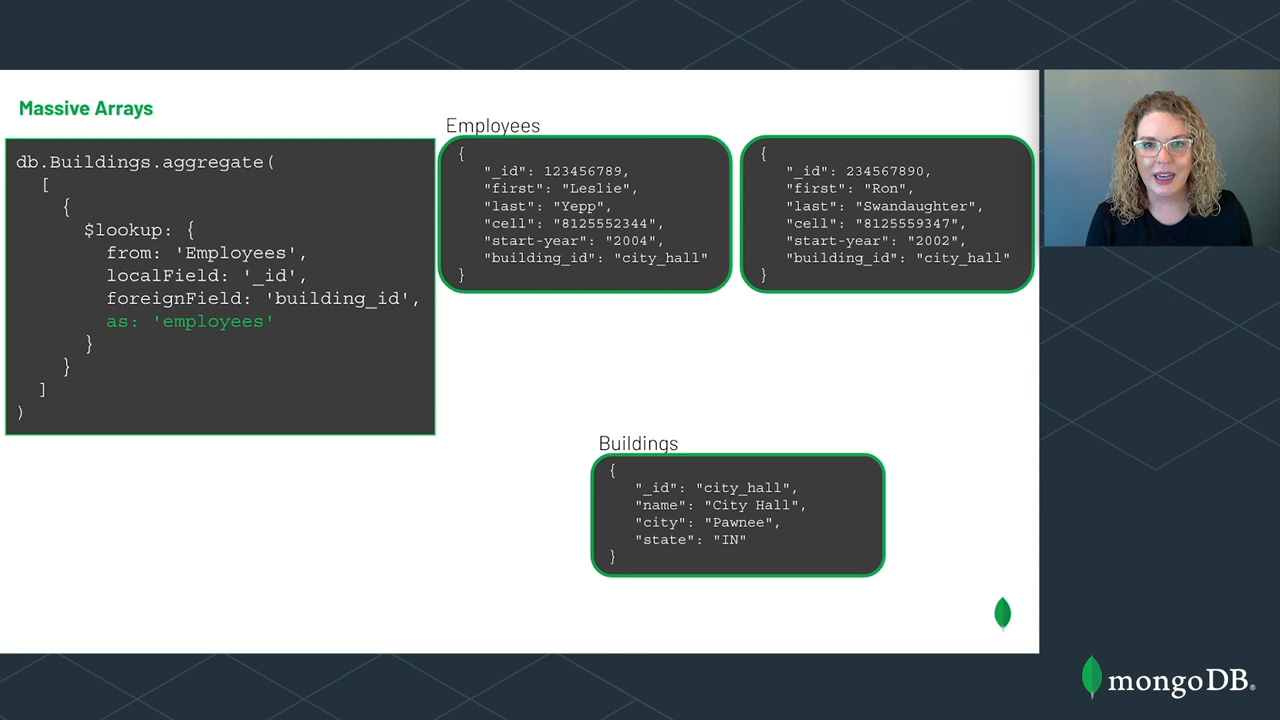 Massive Arrays
db.Buildings.aggregate(
[
{
$lookup: {
from: 'Employees',
localField: '_id',
foreignField: 'building_id',
as: 'employees'
}
}
]
)
Employees
{
"_id": 123456789,
"first": "Leslie",
"last": "Yepp",
"cell": "8125552344",
"start-year": "2004",
"building_id": "city_hall"
}
{
"_id": 234567890,
"first": "Ron",
"last": "Swandaughter",
"cell": "8125559347",
"start-year": "2002",
"building_id": "city_hall"
}
Buildings
{
"_id": "city_hall",
"name": "City Hall",
"city": "Pawnee",
"state": "IN"
}
mongoDB®